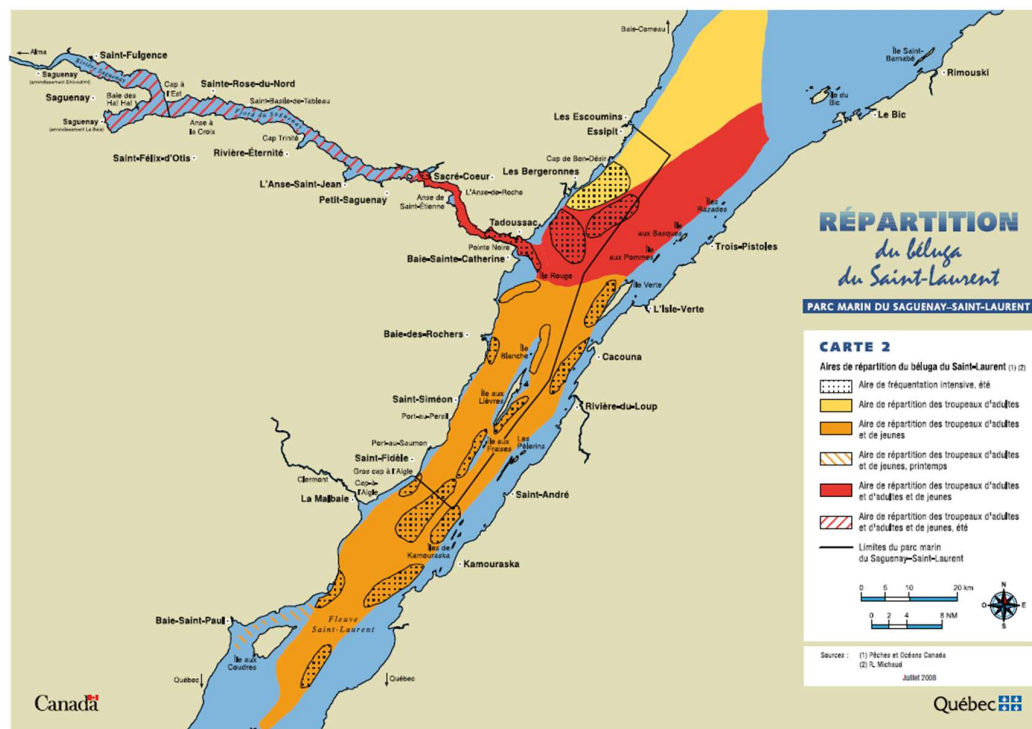 Alma
Saint-Fulgence
Rivière Saguenay
Saguenay
Cap à
l'Est
Sainte-Rose-du-Nord
Saguenay
Baie des
Ha! Ha!
Saint-Basile-de-Tableau
Saguenay
Anse à
la Croix
Fjord du Saguenay
Cap Trinité
Saint-Félix-d'Otis
Rivière-Éternité
L'Anse-Saint-Jean
Petit-Saguenay
Sacré-Coeur
Anse de
Saint-Étienne
L'Anse-de-Roche
Tadoussac
Pointe Noire
Baie-Sainte-Catherine
Baie-Comeau
Les Escoumins
Essipit
Cap de Bon-Désir
Les Bergeronnes
Île Saint-
Barnabé
Rimouski
Île du
Bic
Le Bic
Îles
Razades
Île
aux Basques
Île
aux Pommes
Trois-Pistoles
Île Rouge
Île Verte
L'Isle-Verte
Baie-des-Rochers
Île
Blanche
Cacouna
Saint-Siméon
Île aux
Lièvres
Port-au-Persil
Rivière-du-Loup
Port-au-Saumon
Île aux
Fraises
Les
Pèlerins
Saint-Fidèle
Gros cap à l'Aigle
Cap-à-
l'Aigle
Clermont
La Malbaie
Saint-André
Îles de
Kamouraska
Kamouraska
Baie-Saint-Paul
Fleuve
Saint-Laurent
Île aux
Coudres
Québec
Québec
RÉPARTITION
du béluga
du Saint-Laurent
PARC MARIN DU SAGUENAY–SAINT-LAURENT
CARTE 2
Aires de répartition du béluga du Saint-Laurent (1) (2)
Aire de fréquentation intensive, été
Aire de répartition des troupeaux d'adultes
Aire de répartition des troupeaux d'adultes
et de jeunes
Aire de répartition des troupeaux d'adultes
et de jeunes, printemps
Aire de répartition des troupeaux d'adultes
et d'adultes et de jeunes
Aire de répartition des troupeaux d'adultes
et d'adultes et de jeunes, été
Limites du parc marin
du Saguenay–Saint-Laurent
0 5 10 20 km
0 2 4 8 NM
N
O E
S
Sources : (1) Pêches et Océans Canada
(2) R. Michaud
Juillet 2008
Canada
Québec